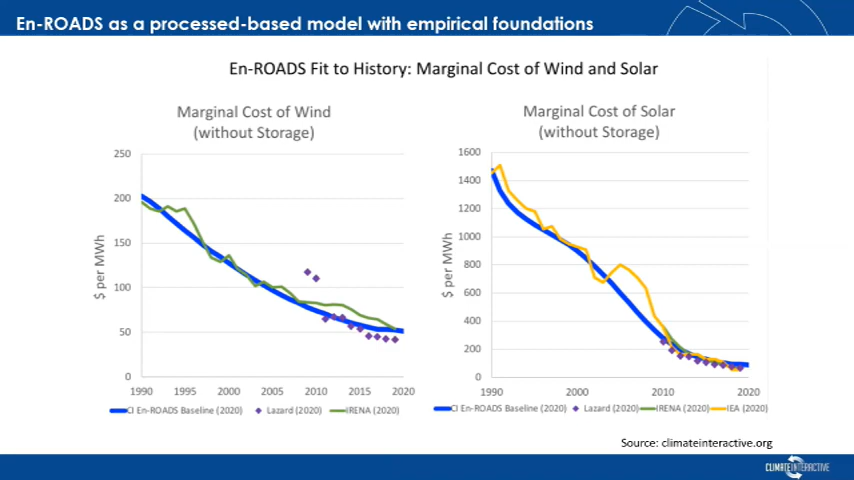 En-ROADS as a processed-based model with empirical foundations
En-ROADS Fit to History: Marginal Cost of Wind and Solar
Marginal Cost of Wind
(without Storage)
$ per MWh
250
200
150
100
50
0
1990 1995 2000 2005 2010 2015 2020
CI En-ROADS Baseline (2020) Lazard (2020) IRENA (2020)
Marginal Cost of Solar
(without Storage)
$ per MWh
1600
1400
1200
1000
800
600
400
200
0
1990 2000 2010 2020
CI En-ROADS Baseline (2020) Lazard (2020) IRENA (2020) IEA (2020)
Source: climateinteractive.org
CLIMATE INTERACTIVE